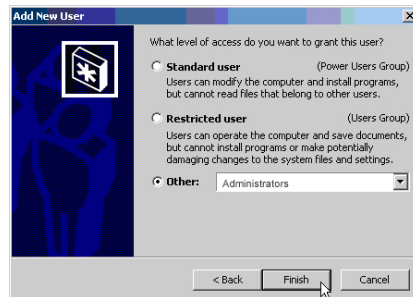 Add New User
What level of access do you want to grant this user?
Standard user (Power Users Group)
Users can modify the computer and install programs,
but cannot read files that belong to other users.
Restricted user (Users Group)
Users can operate the computer and save documents,
but cannot install programs or make potentially
damaging changes to the system files and settings.
Other: Administrators
< Back Finish Cancel